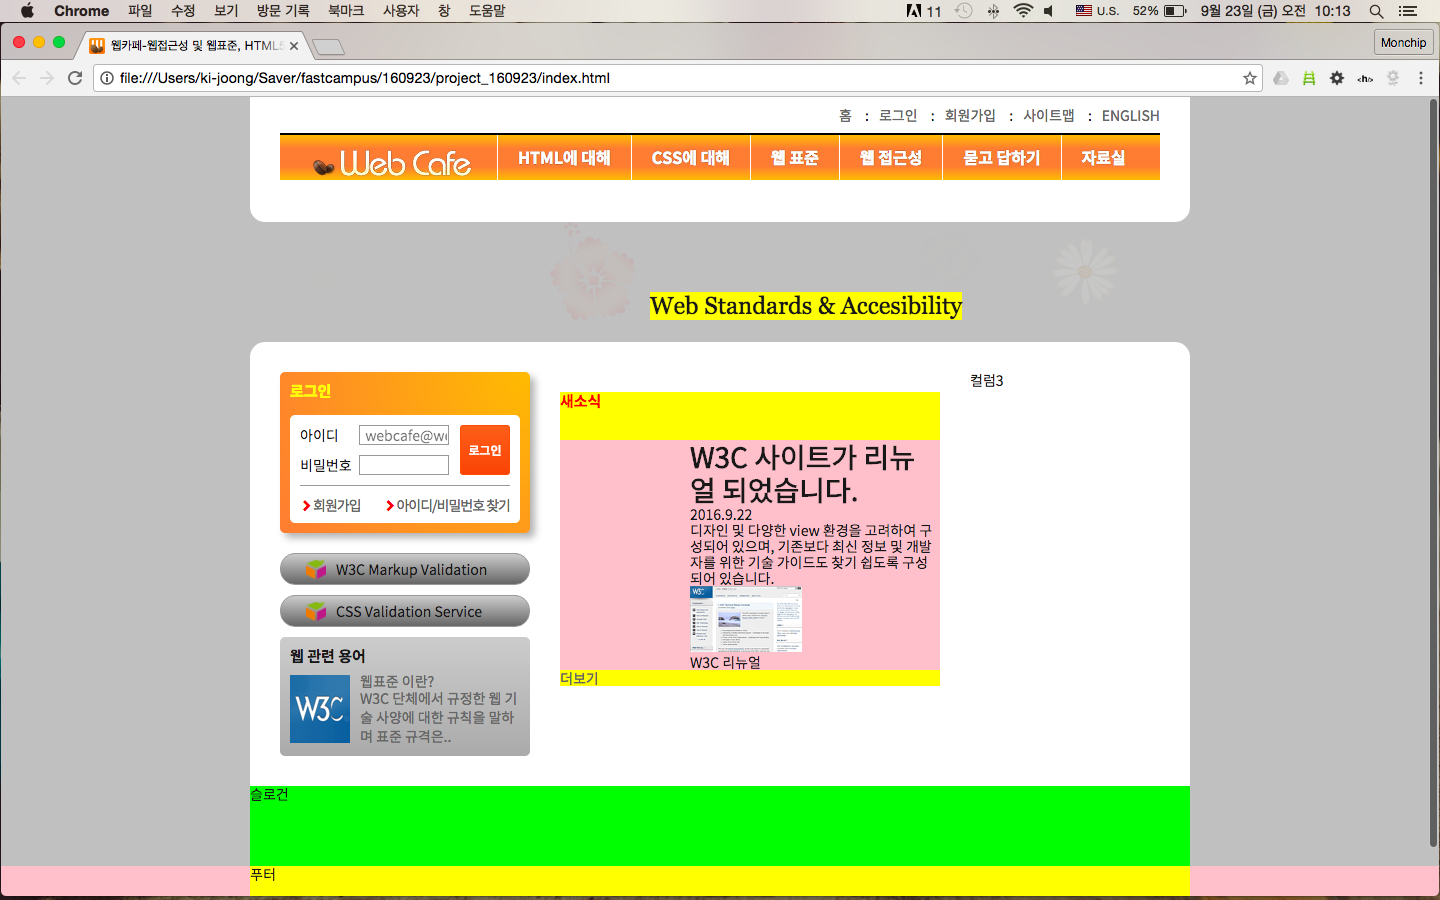 Chrome 파일 수정 보기 방문 기록 북마크 사용자 창 도움말 11 U.S. 52% 9월 23일 (금) 오전 10:13
웹카페-웹접근성 및 웹표준, HTML5 Monchip
file:///Users/ki-joong/Saver/fastcampus/160923/project_160923/index.html
홈 : 로그인 : 회원가입 : 사이트맵 : ENGLISH
Web Cafe HTML에 대해 CSS에 대해 웹 표준 웹 접근성 묻고 답하기 자료실
Web Standards & Accesibility
로그인
아이디 webcafe@we
비밀번호
로그인
회원가입 아이디/비밀번호 찾기
W3C Markup Validation
CSS Validation Service
웹 관련 용어
W3C
웹표준 이란?
W3C 단체에서 규정한 웹 기
술 사양에 대한 규칙을 말하
며 표준 규격은..
새소식
W3C 사이트가 리뉴
얼 되었습니다.
2016.9.22
디자인 및 다양한 view 환경을 고려하여 구
성되어 있으며, 기존보다 최신 정보 및 개발
자를 위한 기술 가이드도 찾기 쉽도록 구성
되어 있습니다.
W3C
W3C 리뉴얼
더보기
컬럼3
슬로건
푸터